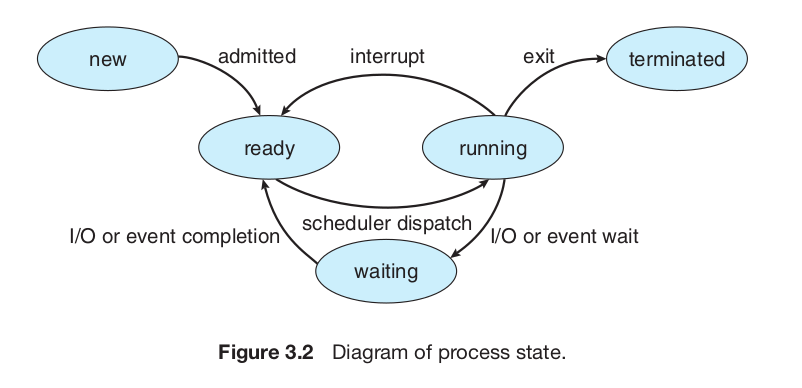 new
admitted
interrupt
exit
terminated
ready
running
scheduler dispatch
I/O or event completion
I/O or event wait
waiting
Figure 3.2 Diagram of process state.